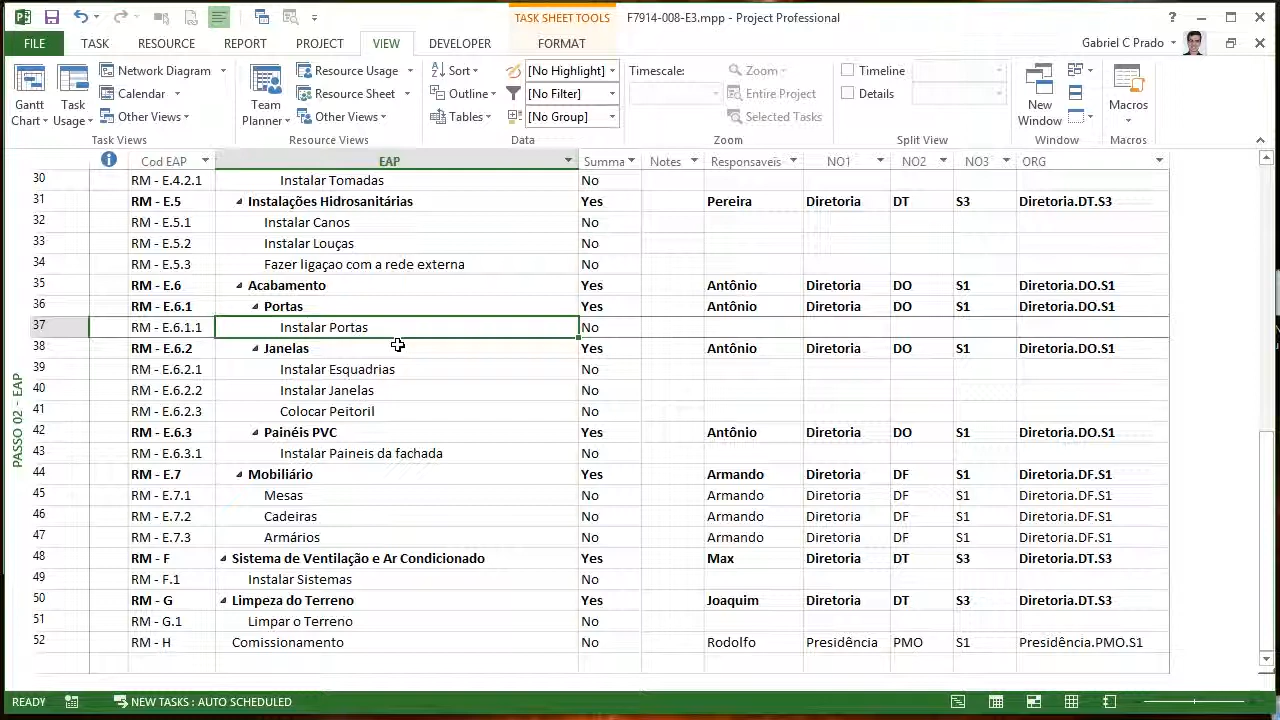 TASK SHEET TOOLS F7914-008-E3.mpp - Project Professional
FILE TASK RESOURCE REPORT PROJECT VIEW DEVELOPER FORMAT Gabriel C Prado
Network Diagram Resource Usage Sort [No Highlight] Timescale: Zoom Timeline
Calendar Resource Sheet Outline [No Filter] Entire Project Details
Gantt Chart Task Usage Other Views Team Planner Other Views Tables [No Group] Selected Tasks New Window Macros
Task Views Resource Views Data Zoom Split View Window Macros
Cod EAP EAP Summa Notes Responsaveis NO1 NO2 NO3 ORG
30 RM - E.4.2.1 Instalar Tomadas No
31 RM - E.5 Instalações Hidrosanitárias Yes Pereira Diretoria DT S3 Diretoria.DT.S3
32 RM - E.5.1 Instalar Canos No
33 RM - E.5.2 Instalar Louças No
34 RM - E.5.3 Fazer ligaçao com a rede externa No
35 RM - E.6 Acabamento Yes Antônio Diretoria DO S1 Diretoria.DO.S1
36 RM - E.6.1 Portas Yes Antônio Diretoria DO S1 Diretoria.DO.S1
37 RM - E.6.1.1 Instalar Portas No
38 RM - E.6.2 Janelas Yes Antônio Diretoria DO S1 Diretoria.DO.S1
39 RM - E.6.2.1 Instalar Esquadrias No
40 RM - E.6.2.2 Instalar Janelas No
41 RM - E.6.2.3 Colocar Peitoril No
42 RM - E.6.3 Painéis PVC Yes Antônio Diretoria DO S1 Diretoria.DO.S1
43 RM - E.6.3.1 Instalar Paineis da fachada No
44 RM - E.7 Mobiliário Yes Armando Diretoria DF S1 Diretoria.DF.S1
45 RM - E.7.1 Mesas No Armando Diretoria DF S1 Diretoria.DF.S1
46 RM - E.7.2 Cadeiras No Armando Diretoria DF S1 Diretoria.DF.S1
47 RM - E.7.3 Armários No Armando Diretoria DF S1 Diretoria.DF.S1
48 RM - F Sistema de Ventilação e Ar Condicionado Yes Max Diretoria DT S3 Diretoria.DT.S3
49 RM - F.1 Instalar Sistemas No
50 RM - G Limpeza do Terreno Yes Joaquim Diretoria DT S3 Diretoria.DT.S3
51 RM - G.1 Limpar o Terreno No
52 RM - H Comissionamento No Rodolfo Presidência PMO S1 Presidência.PMO.S1
PASSO 02 - EAP
READY NEW TASKS : AUTO SCHEDULED